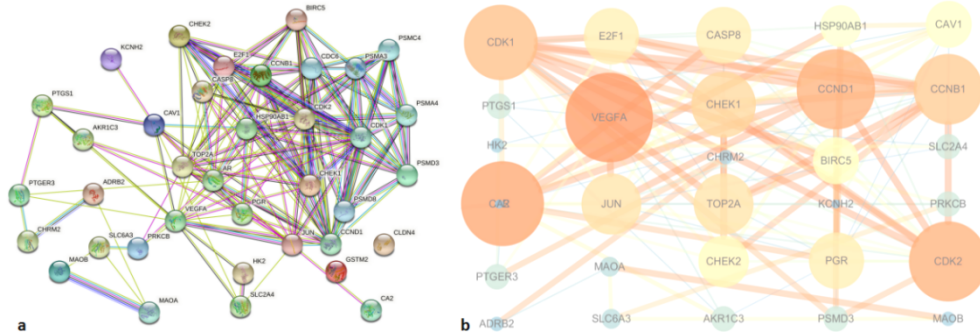 BIRC5
CHEK2
PSMC4
KCNH2
E2F1
CDC6
PSMA3
CCNB1
CASP8
PTGS1
CDK2
PSMA4
CAV1
HSP90AB1
CDK1
AKR1C3
TOP2A
PSMD3
AR
CHEK1
PTGER3
ADRB2
PGR
PSMD8
VEGFA
CHRM2
SLC6A3
PRKCB
JUN
CCND1
CLDN4
MAOB
HK2
GSTM2
MAOA
SLC2A4
CA2
a
CDK1
E2F1
CASP8
HSP90AB1
CAV1
PTGS1
VEGFA
CHEK1
CCND1
CCNB1
HK2
CHRM2
BIRC5
SLC2A4
JUN
TOP2A
KCNH2
PRKCB
PTGER3
MAOA
CHEK2
PGR
CDK2
b
ADRB2
SLC6A3
AKR1C3
PSMD3
MAOB